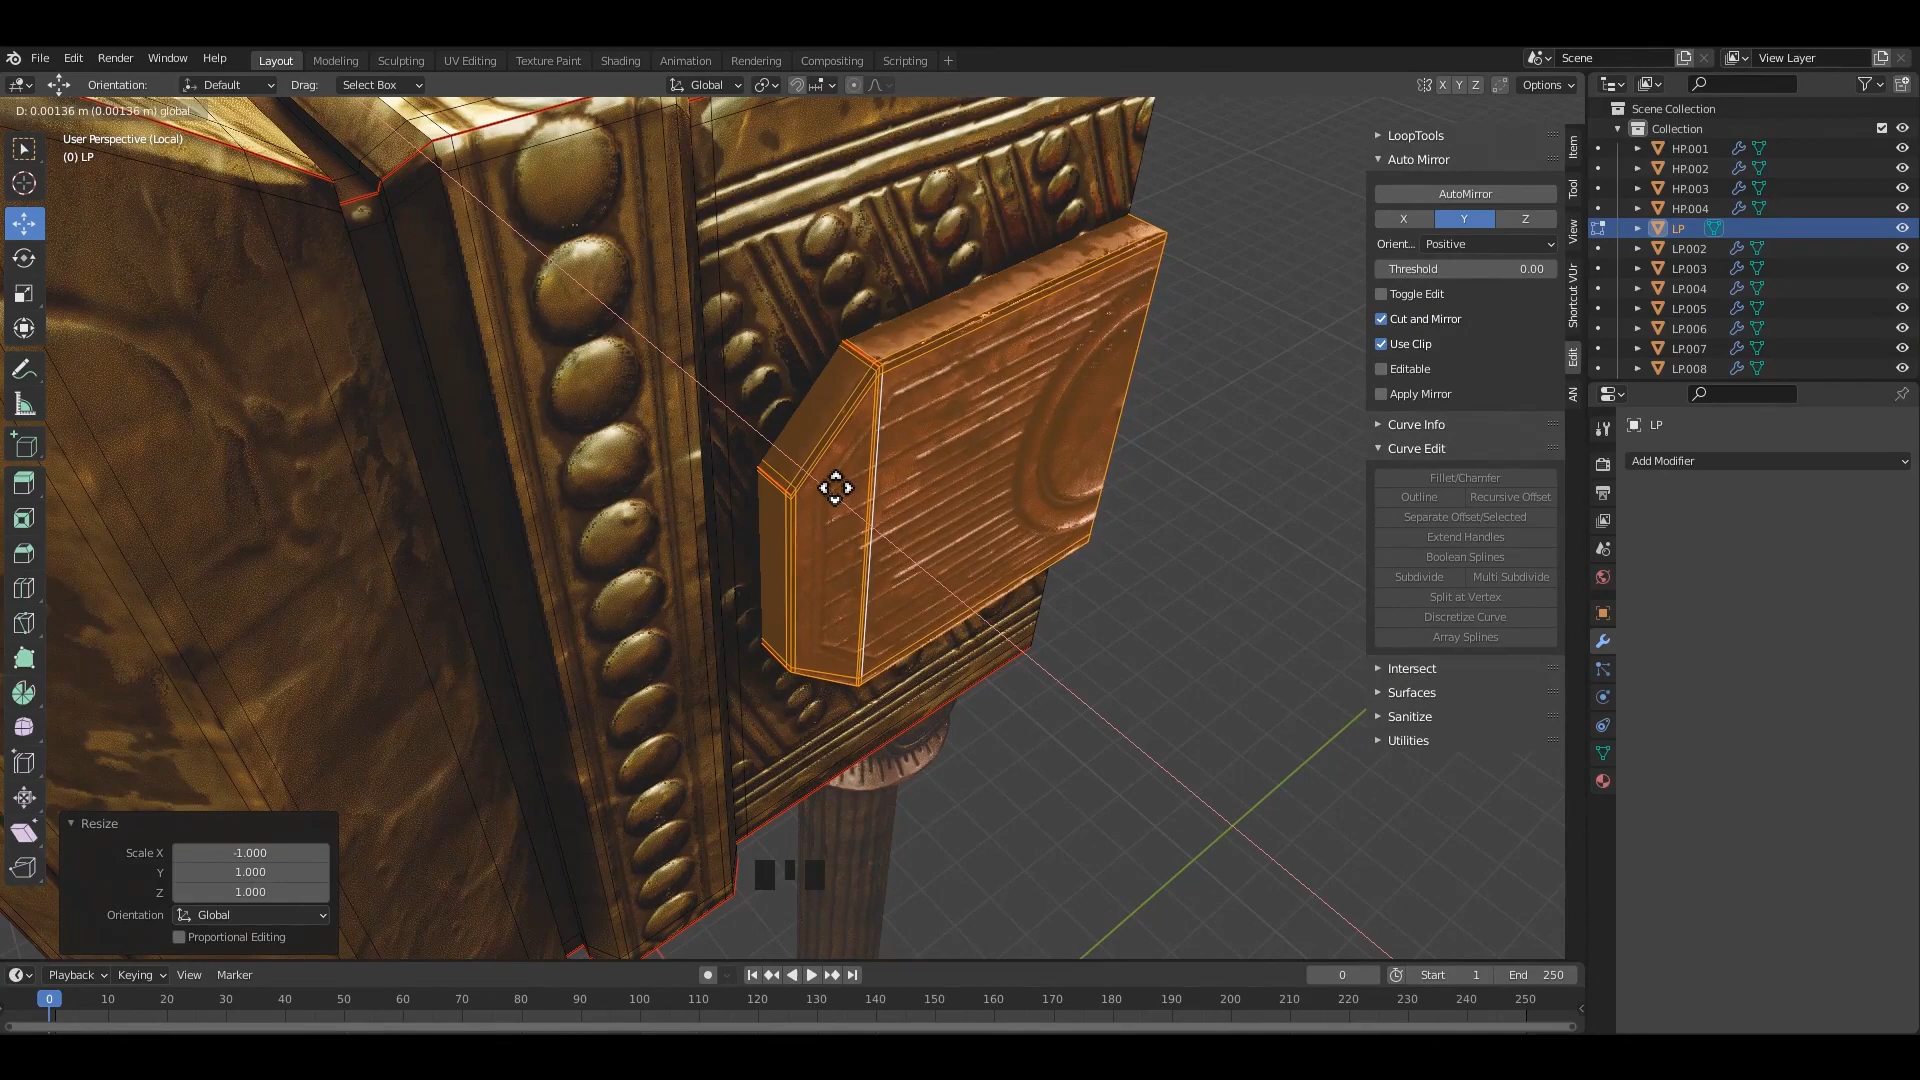 File Edit Render Window Help Layout Modeling Sculpting UV Editing Texture Paint Shading Animation Rendering Compositing Scripting + Scene View Layer
Orientation: Default Drag: Select Box Global X Y Z Options
D: 0.00136 m (0.00136 m) global
User Perspective (Local)
(0) LP
LoopTools
Auto Mirror
AutoMirror
X Y Z
Orient... Positive
Threshold 0.00
Toggle Edit
Cut and Mirror
Use Clip
Editable
Apply Mirror
Curve Info
Curve Edit
Fillet/Chamfer
Outline Recursive Offset
Separate Offset/Selected
Extend Handles
Boolean Splines
Subdivide Multi Subdivide
Split at Vertex
Discretize Curve
Array Splines
Intersect
Surfaces
Sanitize
Utilities
Item
Tool
View
Shortcut VUr
Edit
AN
Scene Collection
Collection
HP.001
HP.002
HP.003
HP.004
LP
LP.002
LP.003
LP.004
LP.005
LP.006
LP.007
LP.008
LP
Add Modifier
Resize
Scale X -1.000
Y 1.000
Z 1.000
Orientation Global
Proportional Editing
Playback Keying View Marker 0 Start 1 End 250
0 10 20 30 40 50 60 70 80 90 100 110 120 130 140 150 160 170 180 190 200 210 220 230 240 250